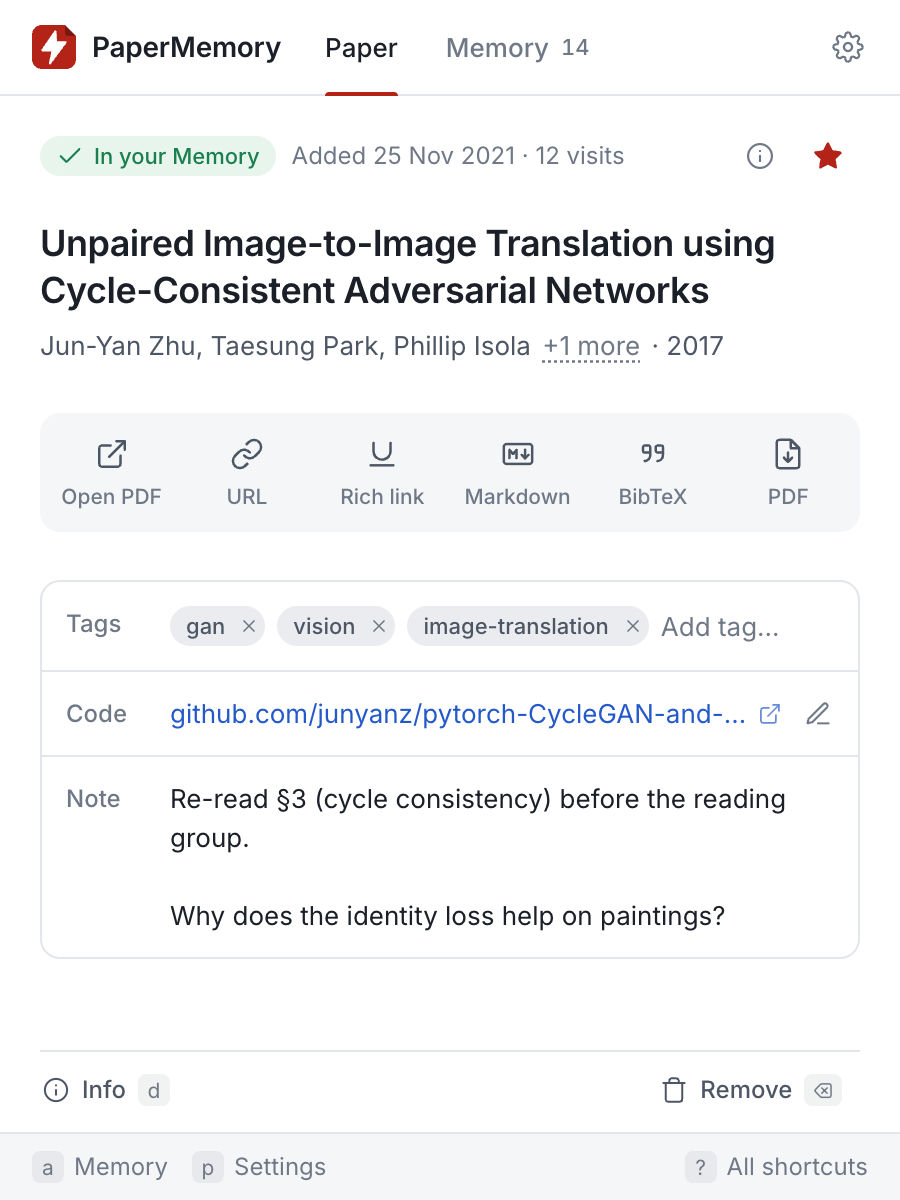 PaperMemory Paper Memory 14
In your Memory Added 25 Nov 2021 · 12 visits
Unpaired Image-to-Image Translation using
Cycle-Consistent Adversarial Networks
Jun-Yan Zhu, Taesung Park, Phillip Isola +1 more · 2017
Open PDF URL Rich link Markdown BibTeX PDF
Tags gan × vision × image-translation × Add tag...
Code github.com/junyanz/pytorch-CycleGAN-and-...
Note Re-read §3 (cycle consistency) before the reading
group.
Why does the identity loss help on paintings?
Info d Remove
a Memory p Settings ? All shortcuts